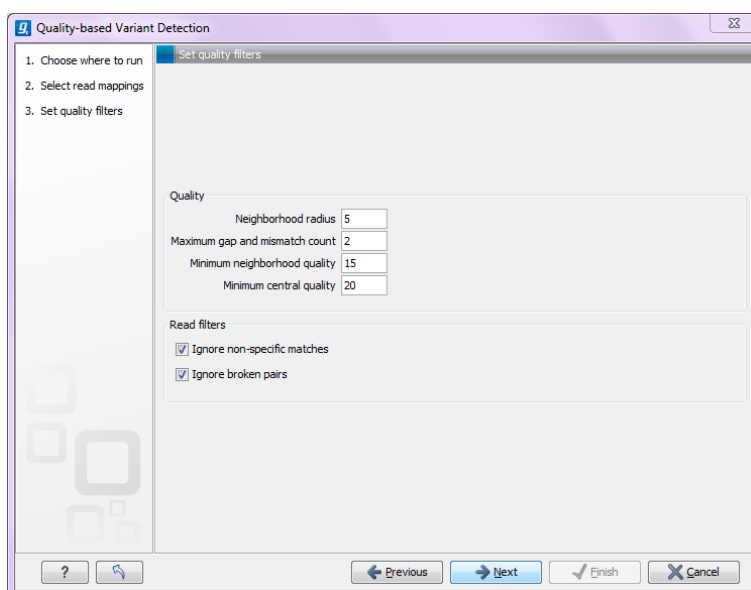 Quality-based Variant Detection
1. Choose where to run
2. Select read mappings
3. Set quality filters
Set quality filters
Quality
Neighborhood radius 5
Maximum gap and mismatch count 2
Minimum neighborhood quality 15
Minimum central quality 20
Read filters
Ignore non-specific matches
Ignore broken pairs
?
Previous
Next
Finish
Cancel